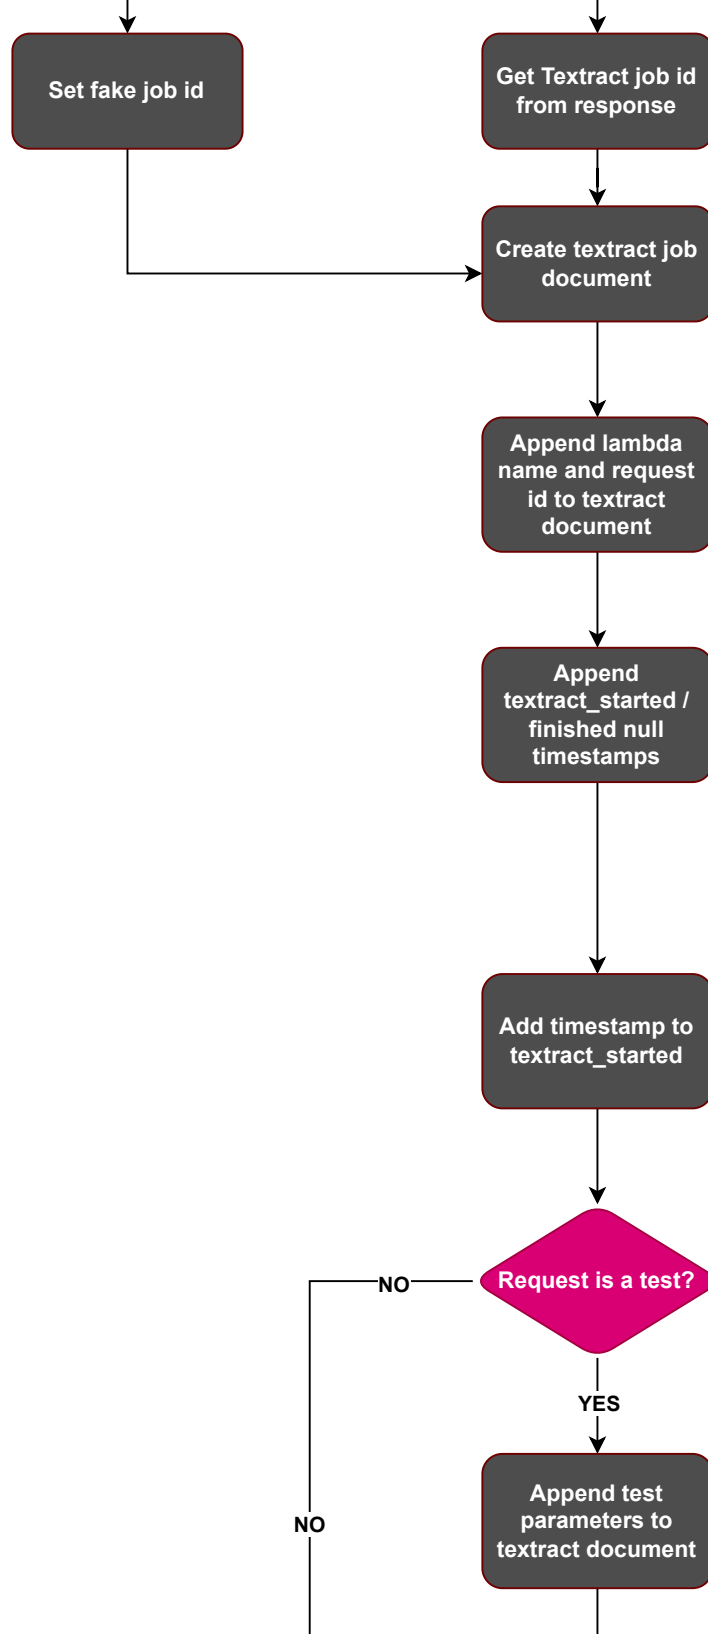 Set fake job id
Get Textract job id
from response
Create textract job
document
Append lambda
name and request
id to textract
document
Append
textract_started /
finished null
timestamps
Add timestamp to
textract_started
Request is a test?
NO
YES
Append test
parameters to
textract document
NO